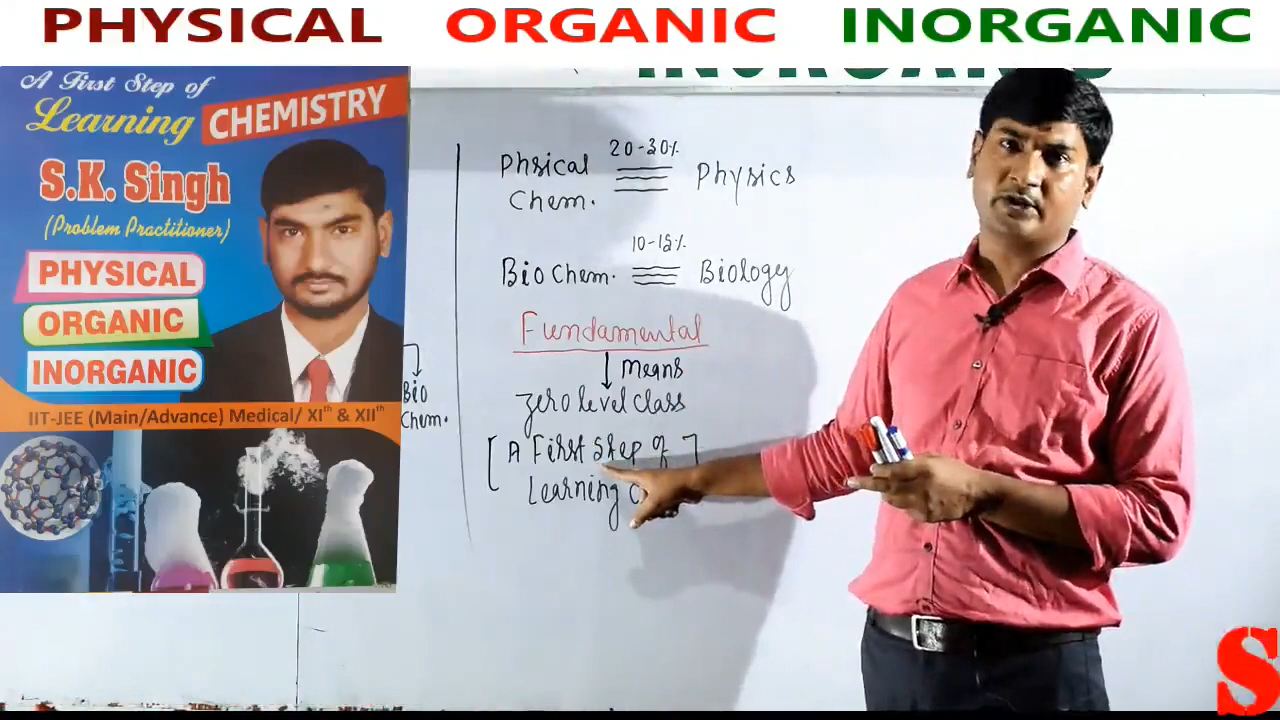 PHYSICAL ORGANIC INORGANIC
A First Step of
Learning CHEMISTRY
S.K. Singh
(Problem Practitioner)
PHYSICAL
ORGANIC
INORGANIC
IIT-JEE (Main/Advance) Medical/ XIth & XIIth
Bio
Chem.
20-30%
Phsical Physics
Chem.
10-12%
Bio Chem. Biology
Fundamental
means
zero level class
[A First Step of ]
Learning C
S